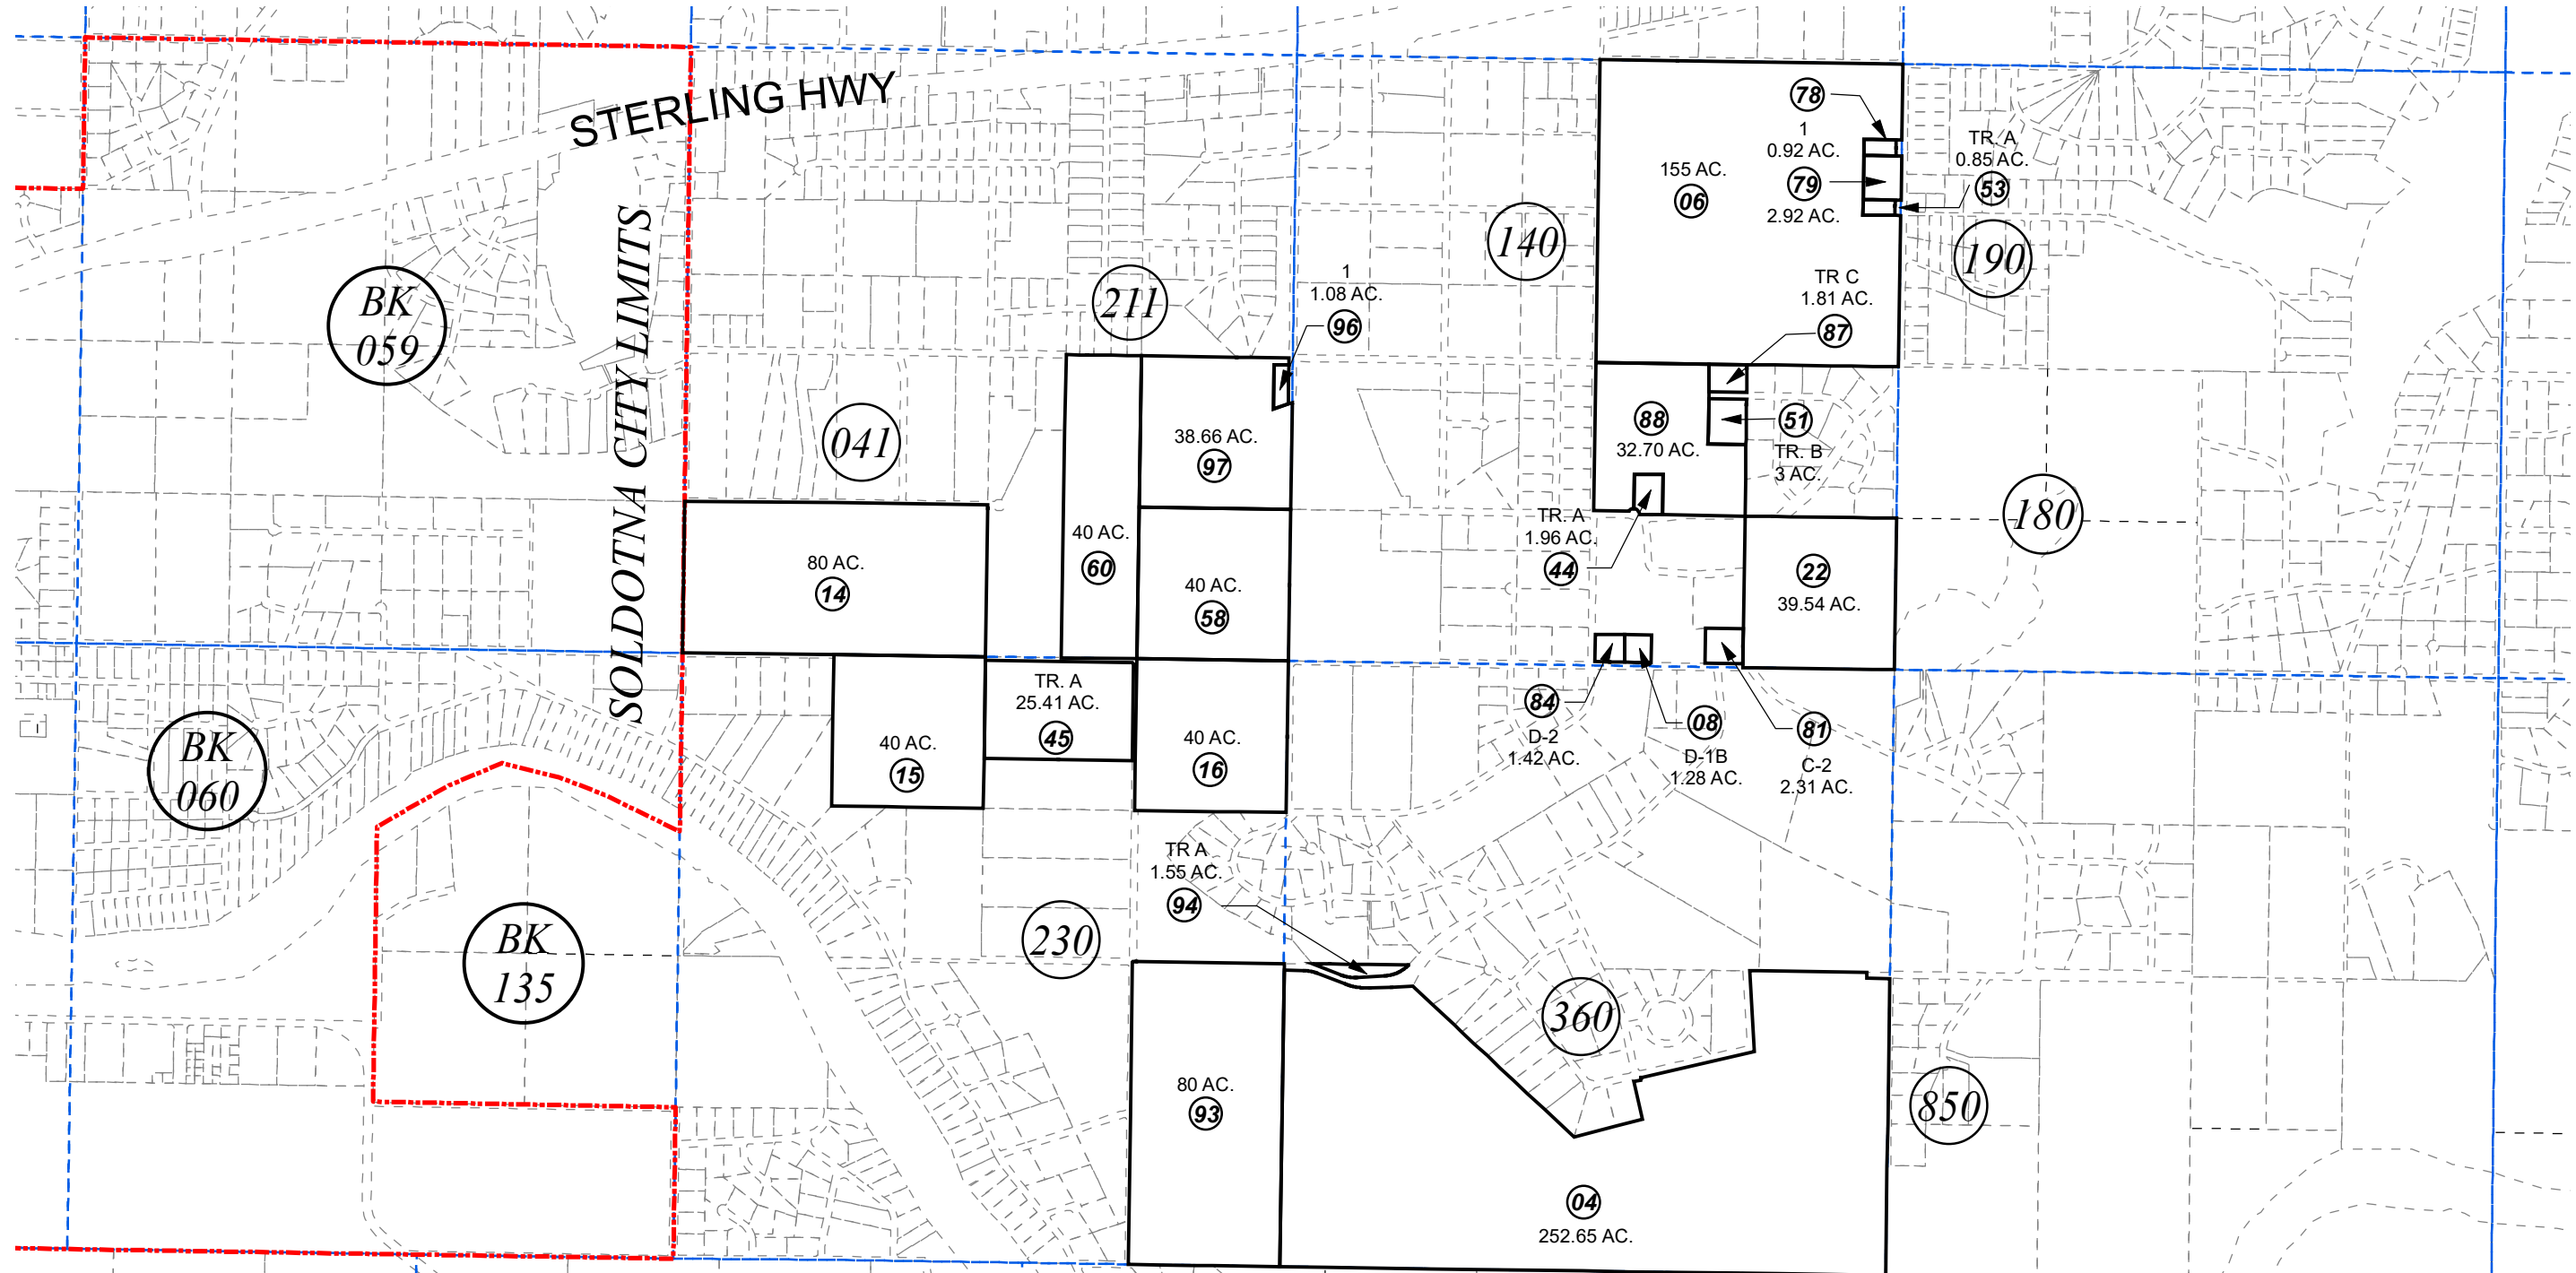 STERLING HWY
SOLDOTNA CITY LIMITS
BK
059
BK
060
BK
135
041
211
140
190
180
230
360
850
155 AC.
06
78
1
0.92 AC.
79
2.92 AC.
TR. A
0.85 AC.
53
TR C
1.81 AC.
87
1
1.08 AC.
96
38.66 AC.
97
88
32.70 AC.
51
TR. B
3 AC.
TR. A
1.96 AC.
44
22
39.54 AC.
80 AC.
14
40 AC.
60
40 AC.
58
TR. A
25.41 AC.
45
40 AC.
15
40 AC.
16
84
D-2
1.42 AC.
08
D-1B
1.28 AC.
81
C-2
2.31 AC.
TR A
1.55 AC.
94
80 AC.
93
04
252.65 AC.